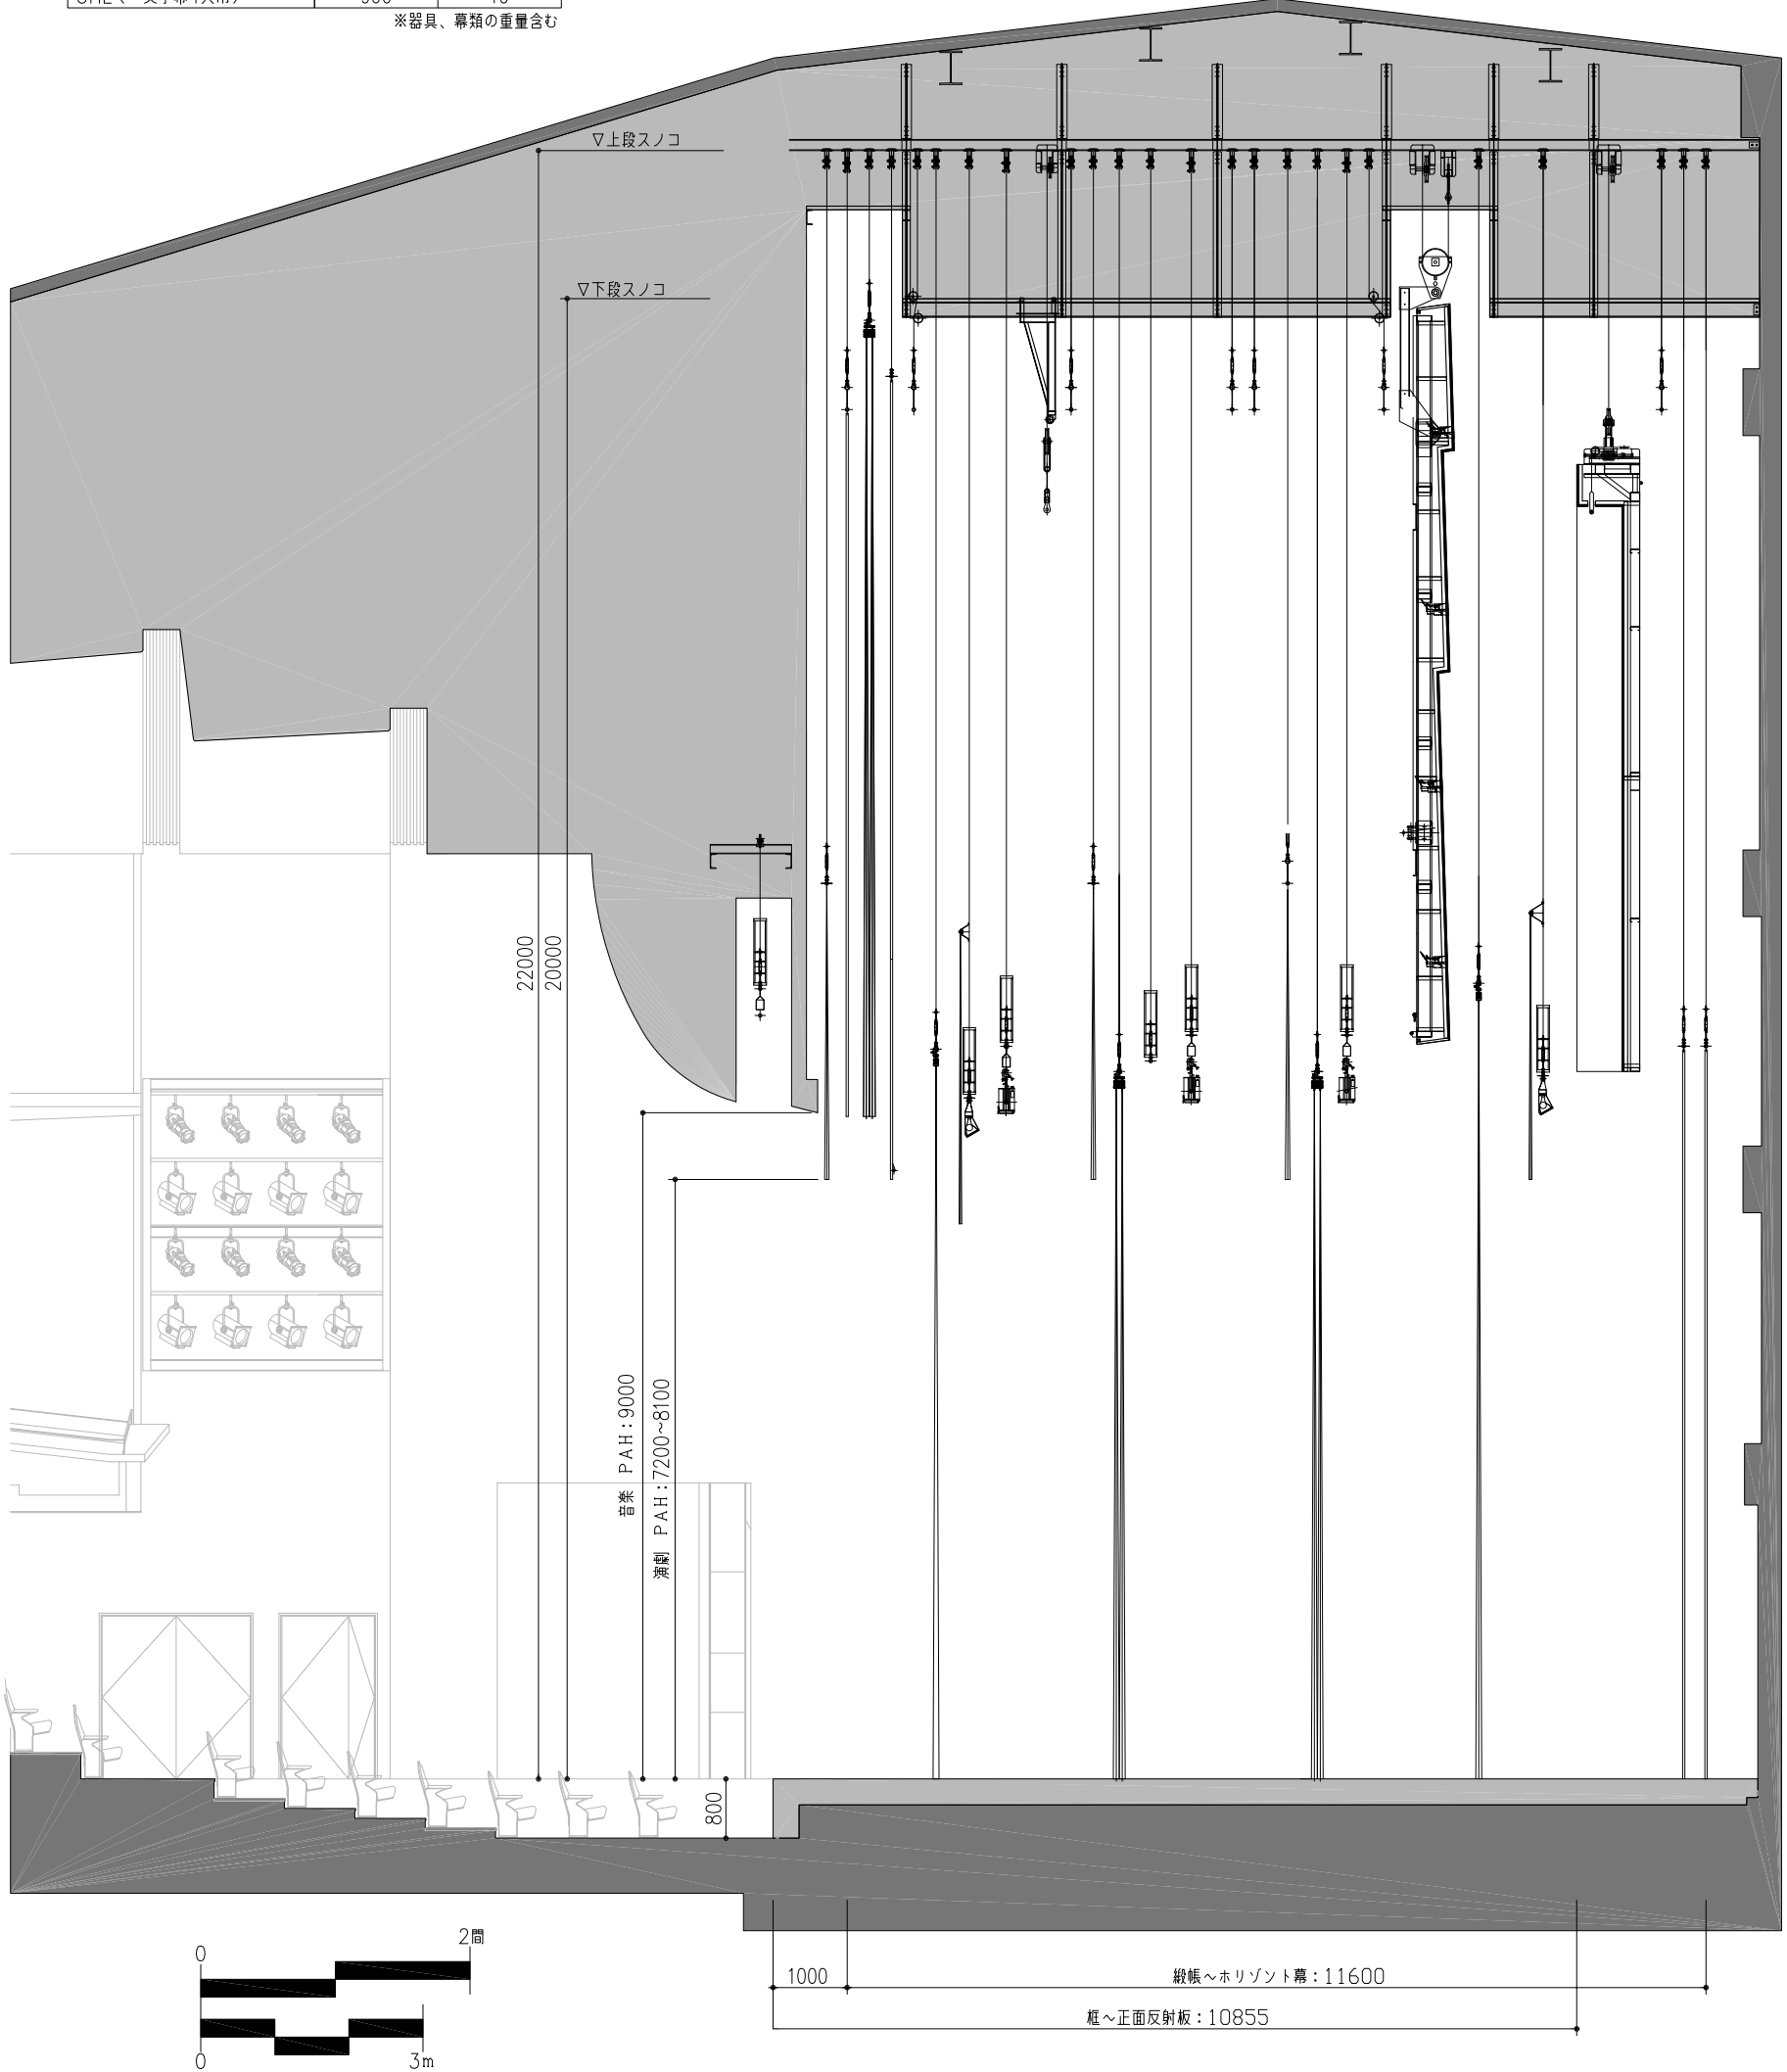 ※器具、幕類の重量含む
▽上段スノコ
▽下段スノコ
22000
20000
音楽 PAH:9000
演劇 PAH:7200~8100
800
0
2間
0
3m
1000
緞帳~ホリゾント幕:11600
框~正面反射板:10855